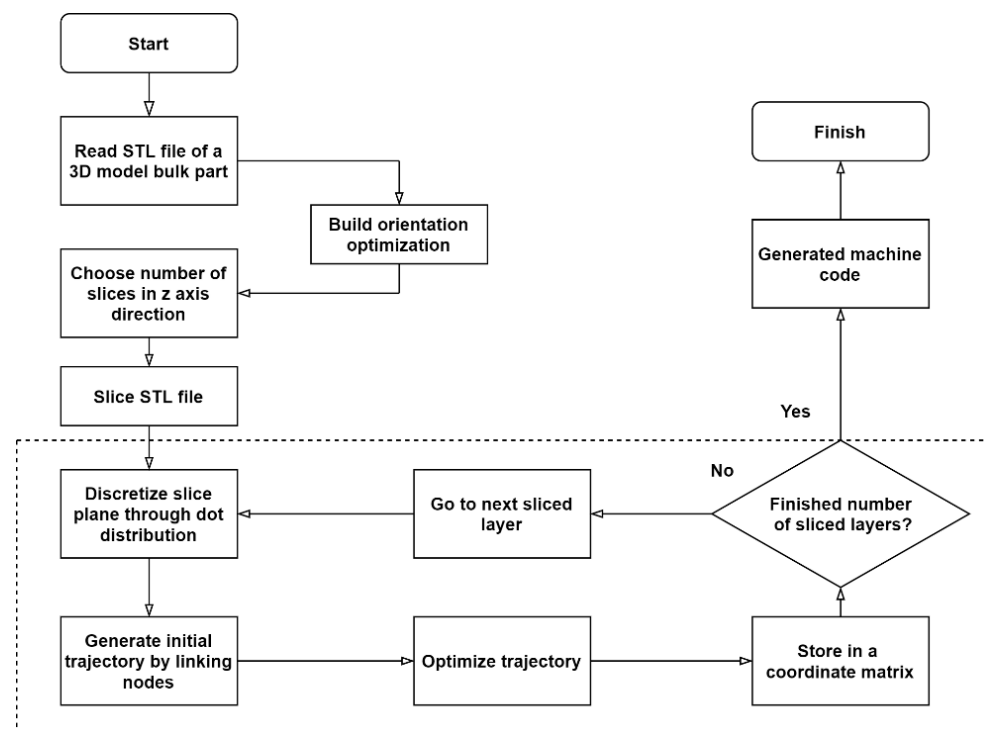 Start
Read STL file of a
3D model bulk part
Build orientation
optimization
Choose number of
slices in z axis
direction
Slice STL file
Discretize slice
plane through dot
distribution
Generate initial
trajectory by linking
nodes
Optimize trajectory
Store in a
coordinate matrix
Finished number
of sliced layers?
No
Go to next sliced
layer
Yes
Generated machine
code
Finish